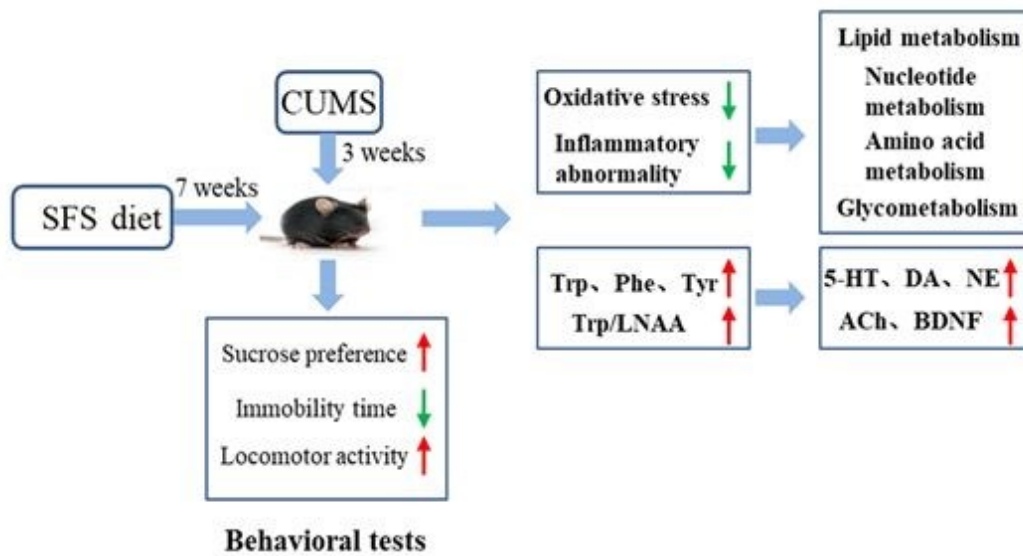 CUMS
3 weeks
7 weeks
SFS diet
Sucrose preference
Immobility time
Locomotor activity
Behavioral tests
Oxidative stress
Inflammatory
abnormality
Lipid metabolism
Nucleotide
metabolism
Amino acid
metabolism
Glycometabolism
Trp、Phe、Tyr
Trp/LNAA
5-HT、DA、NE
ACh、BDNF